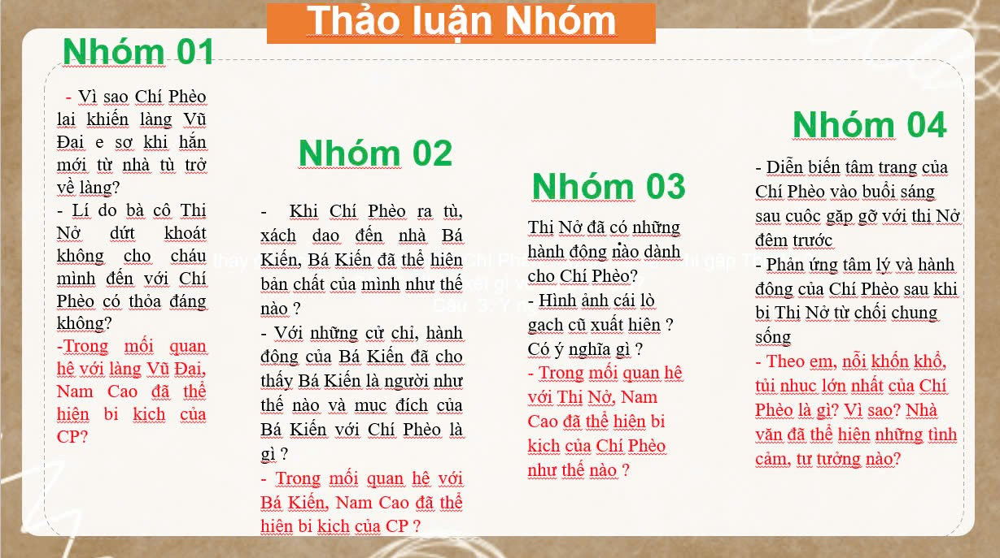 Thảo luận Nhóm
Nhóm 01
- Vì sao Chí Phèo
lại khiến làng Vũ
Đại e sợ khi hắn
mới từ nhà tù trở
về làng?
- Lí do bà cô Thị
Nở dứt khoát
không cho cháu
mình đến với Chí
Phèo có thỏa đáng
không?
-Trong mối quan
hệ với làng Vũ Đại,
Nam Cao đã thể
hiện bi kịch của
CP?
Nhóm 02
- Khi Chí Phèo ra tù,
xách dao đến nhà Bá
Kiến, Bá Kiến đã thể hiện
bản chất của mình như thế
nào ?
- Với những cử chỉ, hành
động của Bá Kiến đã cho
thấy Bá Kiến là người như
thế nào và mục đích của
Bá Kiến với Chí Phèo là
gì ?
- Trong mối quan hệ với
Bá Kiến, Nam Cao đã thể
hiện bi kịch của CP ?
Nhóm 03
Thị Nở đã có những
hành động nào dành
cho Chí Phèo?
- Hình ảnh cái lò
gạch cũ xuất hiện ?
Có ý nghĩa gì ?
- Trong mối quan hệ
với Thị Nở, Nam
Cao đã thể hiện bi
kịch của Chí Phèo
như thế nào ?
Nhóm 04
- Diễn biến tâm trạng của
Chí Phèo vào buổi sáng
sau cuộc gặp gỡ với thị Nở
đêm trước
- Phản ứng tâm lý và hành
động của Chí Phèo sau khi
bị Thị Nở từ chối chung
sống
- Theo em, nỗi khốn khổ,
tủi nhục lớn nhất của Chí
Phèo là gì? Vì sao? Nhà
văn đã thể hiện những tình
cảm, tư tưởng nào?